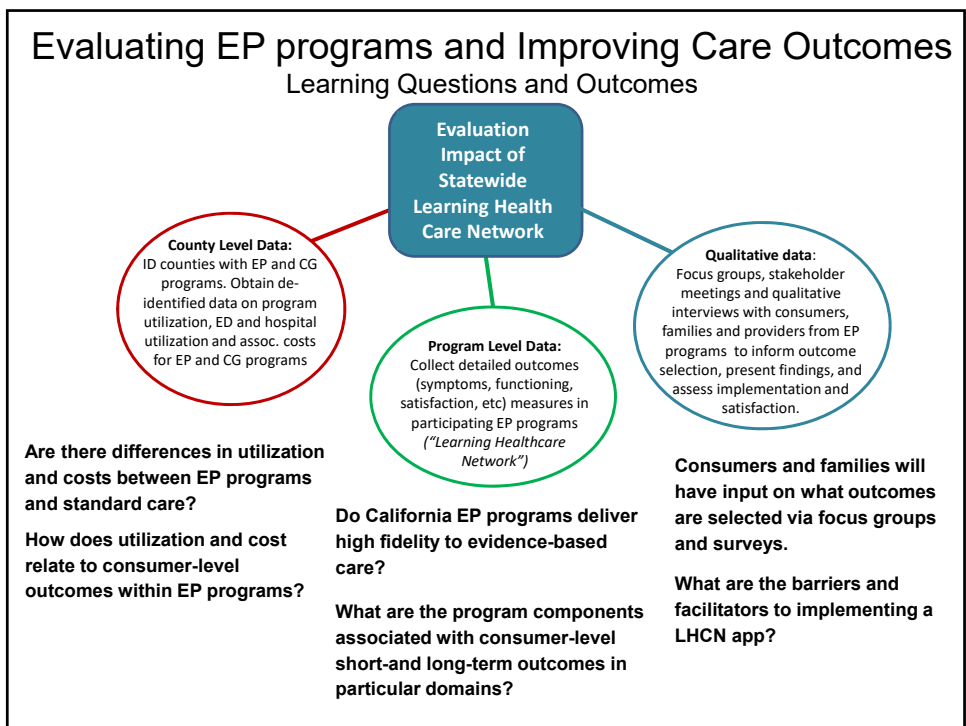 Evaluating EP programs and Improving Care Outcomes
Learning Questions and Outcomes
Evaluation
Impact of
Statewide
Learning Health
Care Network
County Level Data:
ID counties with EP and CG
programs. Obtain de-
identified data on program
utilization, ED and hospital
utilization and assoc. costs
for EP and CG programs
Program Level Data:
Collect detailed outcomes
(symptoms, functioning,
satisfaction, etc) measures in
participating EP programs
(“Learning Healthcare
Network”)
Qualitative data:
Focus groups, stakeholder
meetings and qualitative
interviews with consumers,
families and providers from EP
programs to inform outcome
selection, present findings, and
assess implementation and
satisfaction.
Are there differences in utilization
and costs between EP programs
and standard care?
How does utilization and cost
relate to consumer-level
outcomes within EP programs?
Do California EP programs deliver
high fidelity to evidence-based
care?
What are the program components
associated with consumer-level
short-and long-term outcomes in
particular domains?
Consumers and families will
have input on what outcomes
are selected via focus groups
and surveys.
What are the barriers and
facilitators to implementing a
LHCN app?